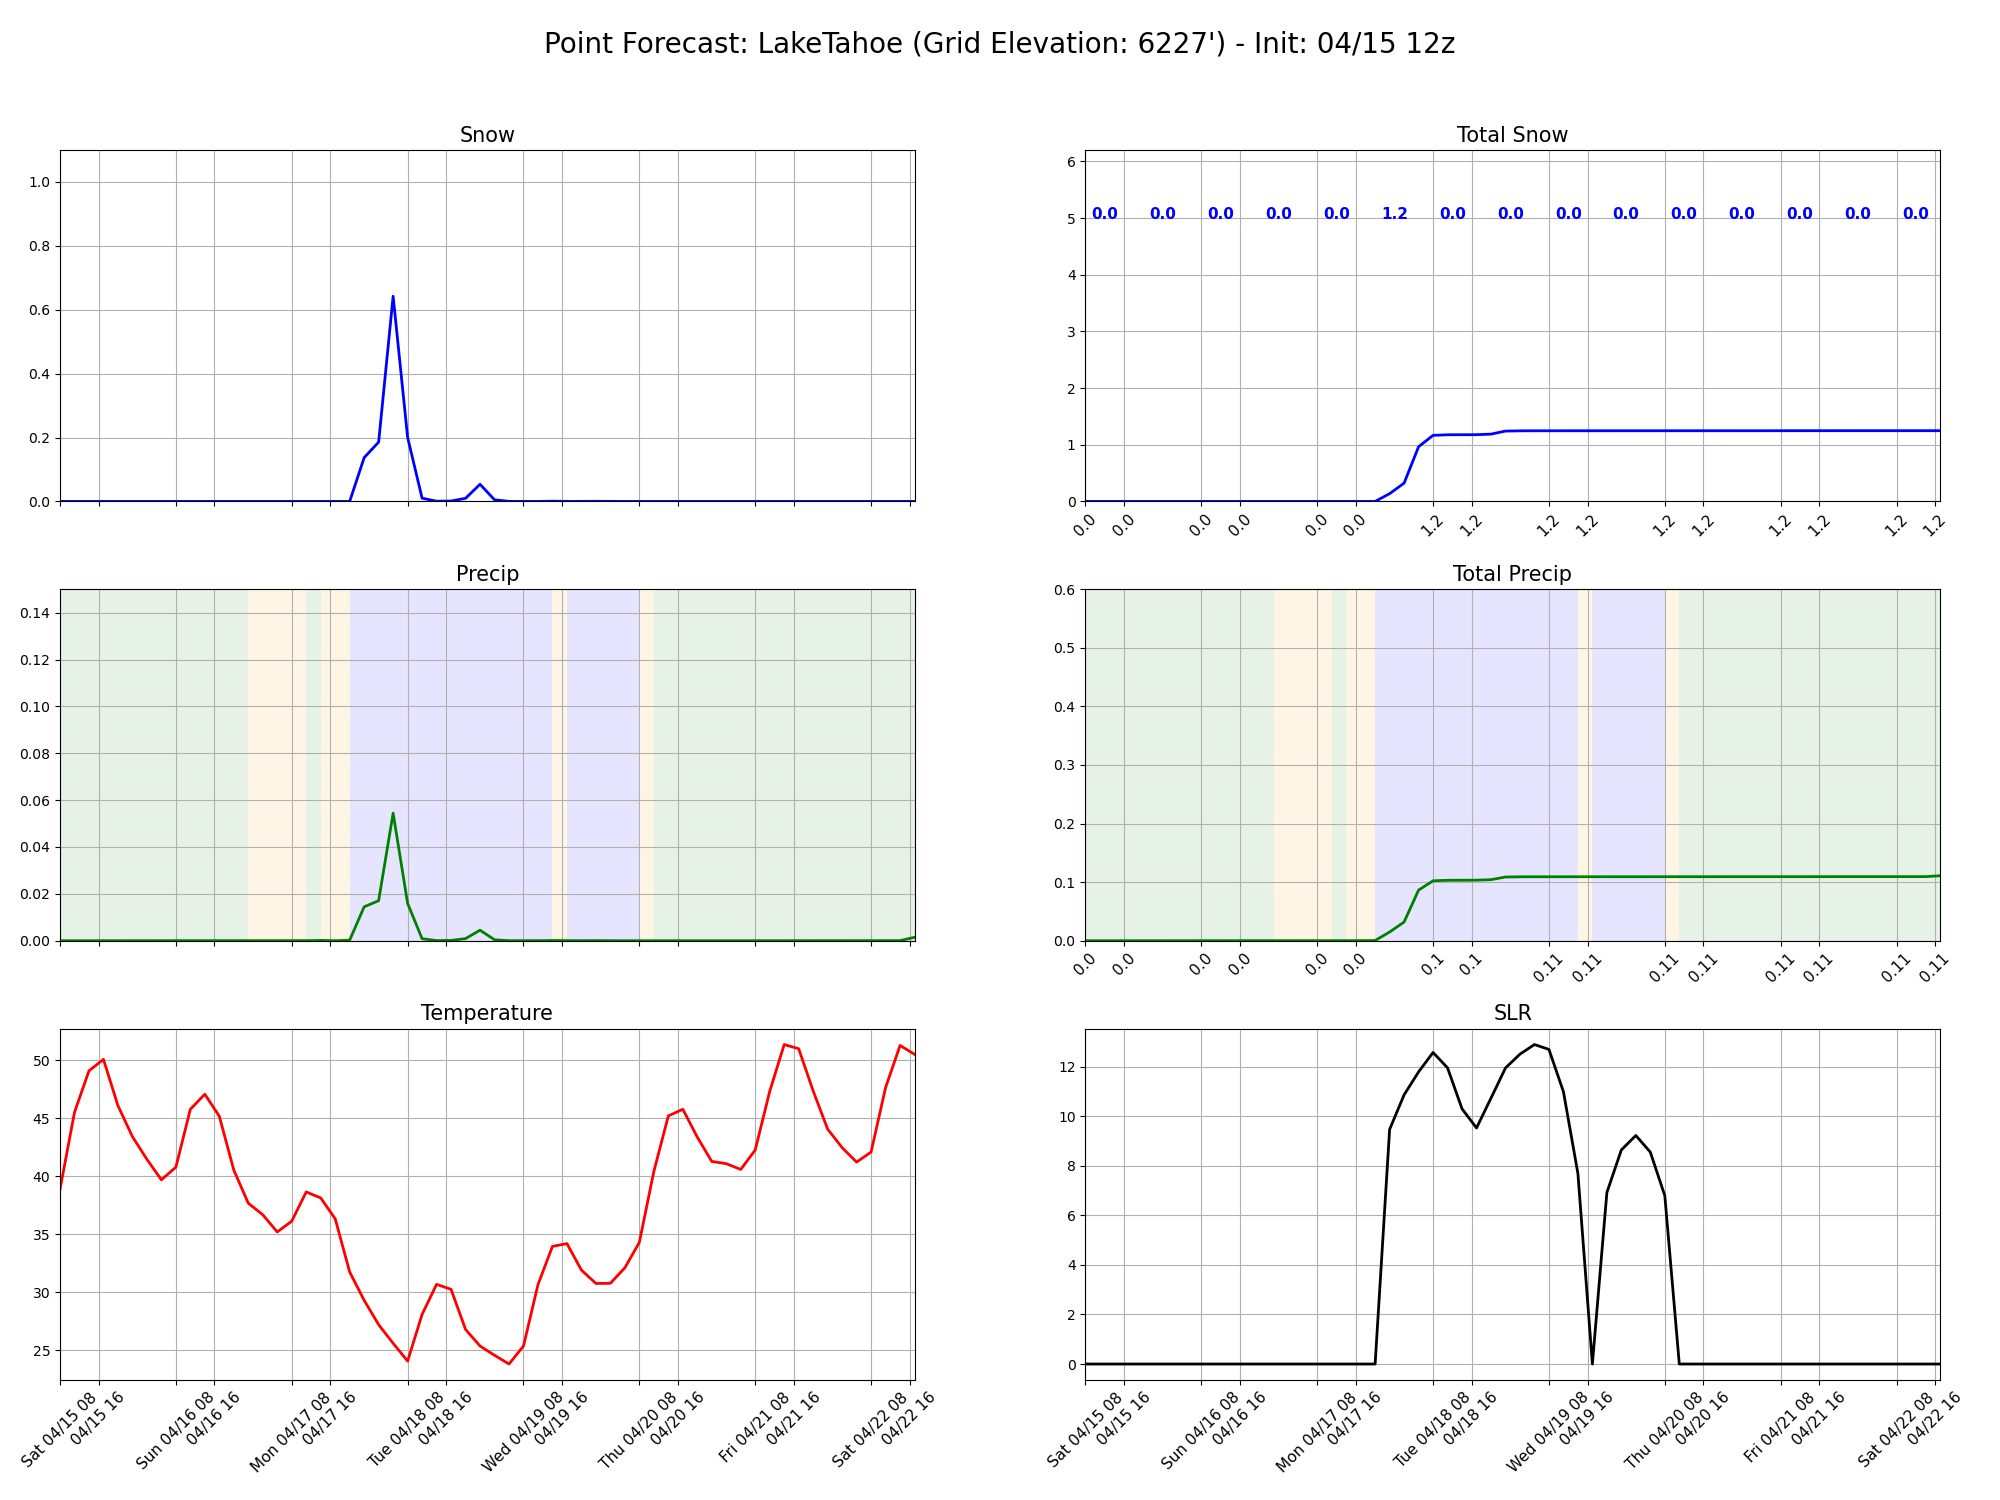 Point Forecast: LakeTahoe (Grid Elevation: 6227') - Init: 04/15 12z
Snow
1.0
0.8
0.6
0.4
0.2
0.0
Total Snow
6
5
4
3
2
1
0
0.0 0.0 0.0 0.0 0.0 1.2 0.0 0.0 0.0 0.0 0.0 0.0 0.0 0.0 0.0
0.0 0.0 0.0 0.0 0.0 0.0 1.2 1.2 1.2 1.2 1.2 1.2 1.2 1.2 1.2 1.2
Precip
0.14
0.12
0.10
0.08
0.06
0.04
0.02
0.00
Total Precip
0.6
0.5
0.4
0.3
0.2
0.1
0.0
0.0 0.0 0.0 0.0 0.0 0.0 0.1 0.1 0.11 0.11 0.11 0.11 0.11 0.11 0.11 0.11
Temperature
50
45
40
35
30
25
Sat 04/15 08
04/15 16
Sun 04/16 08
04/16 16
Mon 04/17 08
04/17 16
Tue 04/18 08
04/18 16
Wed 04/19 08
04/19 16
Thu 04/20 08
04/20 16
Fri 04/21 08
04/21 16
Sat 04/22 08
04/22 16
SLR
12
10
8
6
4
2
0
Sat 04/15 08
04/15 16
Sun 04/16 08
04/16 16
Mon 04/17 08
04/17 16
Tue 04/18 08
04/18 16
Wed 04/19 08
04/19 16
Thu 04/20 08
04/20 16
Fri 04/21 08
04/21 16
Sat 04/22 08
04/22 16